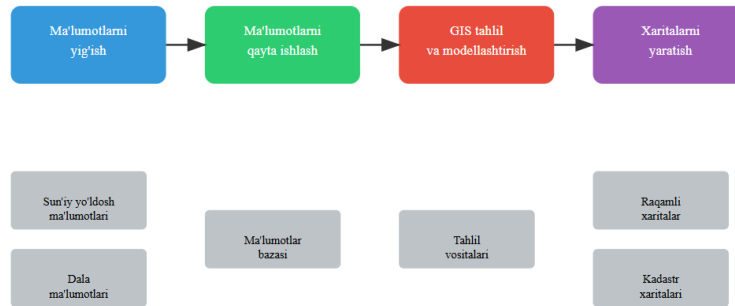 Ma'lumotlarni
yig'ish
Ma'lumotlarni
qayta ishlash
GIS tahlil
va modellashtirish
Xaritalarni
yaratish
Sun'iy yo'ldosh
ma'lumotlari
Dala
ma'lumotlari
Ma'lumotlar
bazasi
Tahlil
vositalari
Raqamli
xaritalar
Kadastr
xaritalari